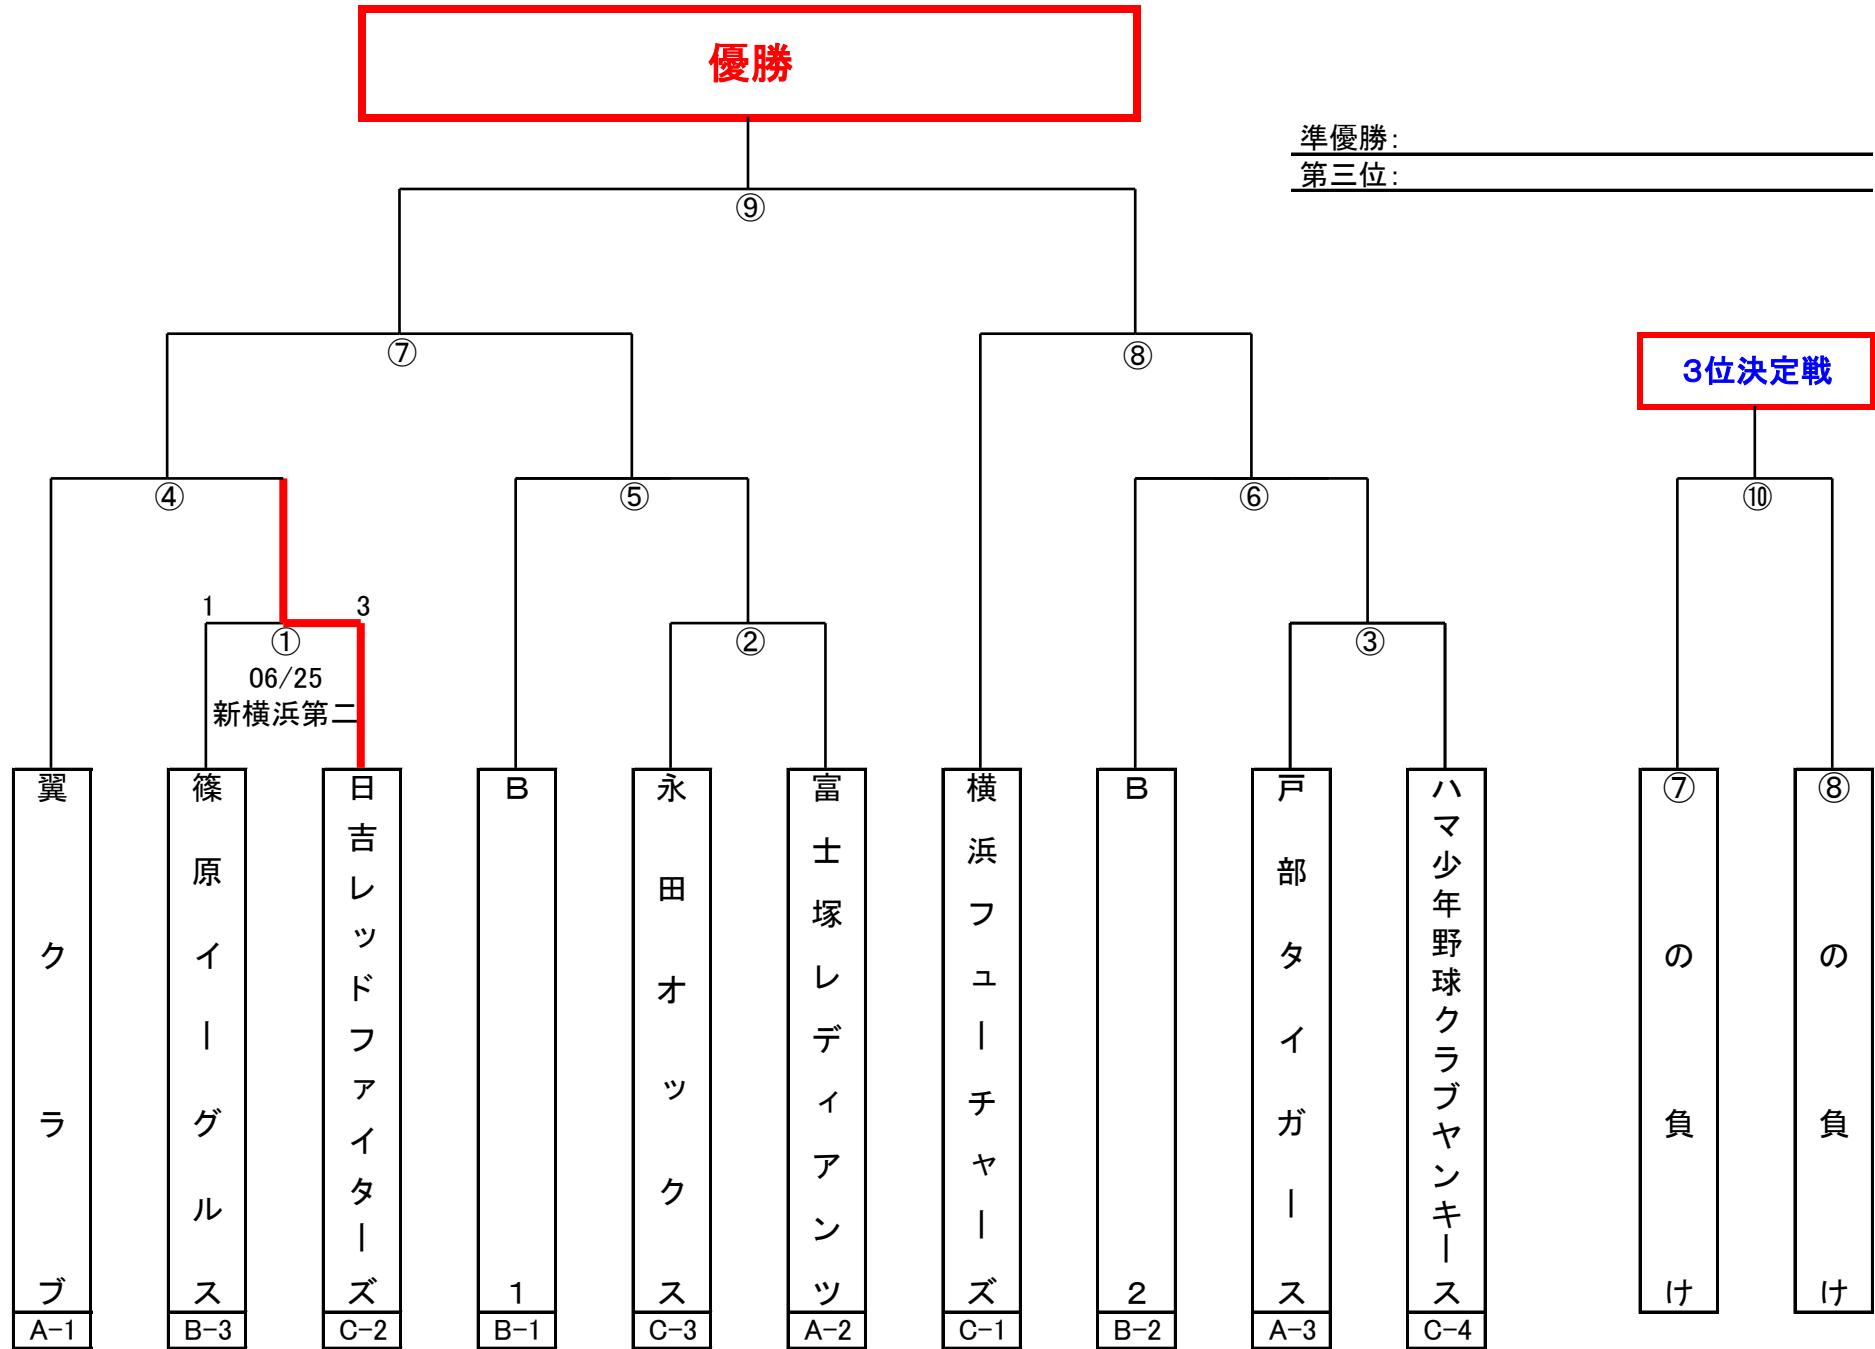 優勝
準優勝:
第三位:
⑨
⑦
⑧
3位決定戦
④
⑤
⑥
⑩
1
3
①
②
③
06/25
新横浜第二
翼クラブ
篠原イーグルス
日吉レッドファイターズ
B1
永田オックス
富士塚レディアンツ
横浜フューチャーズ
B2
戸部タイガース
ハマ少年野球クラブヤンキース
⑦の負け
⑧の負け
A-1
B-3
C-2
B-1
C-3
A-2
C-1
B-2
A-3
C-4